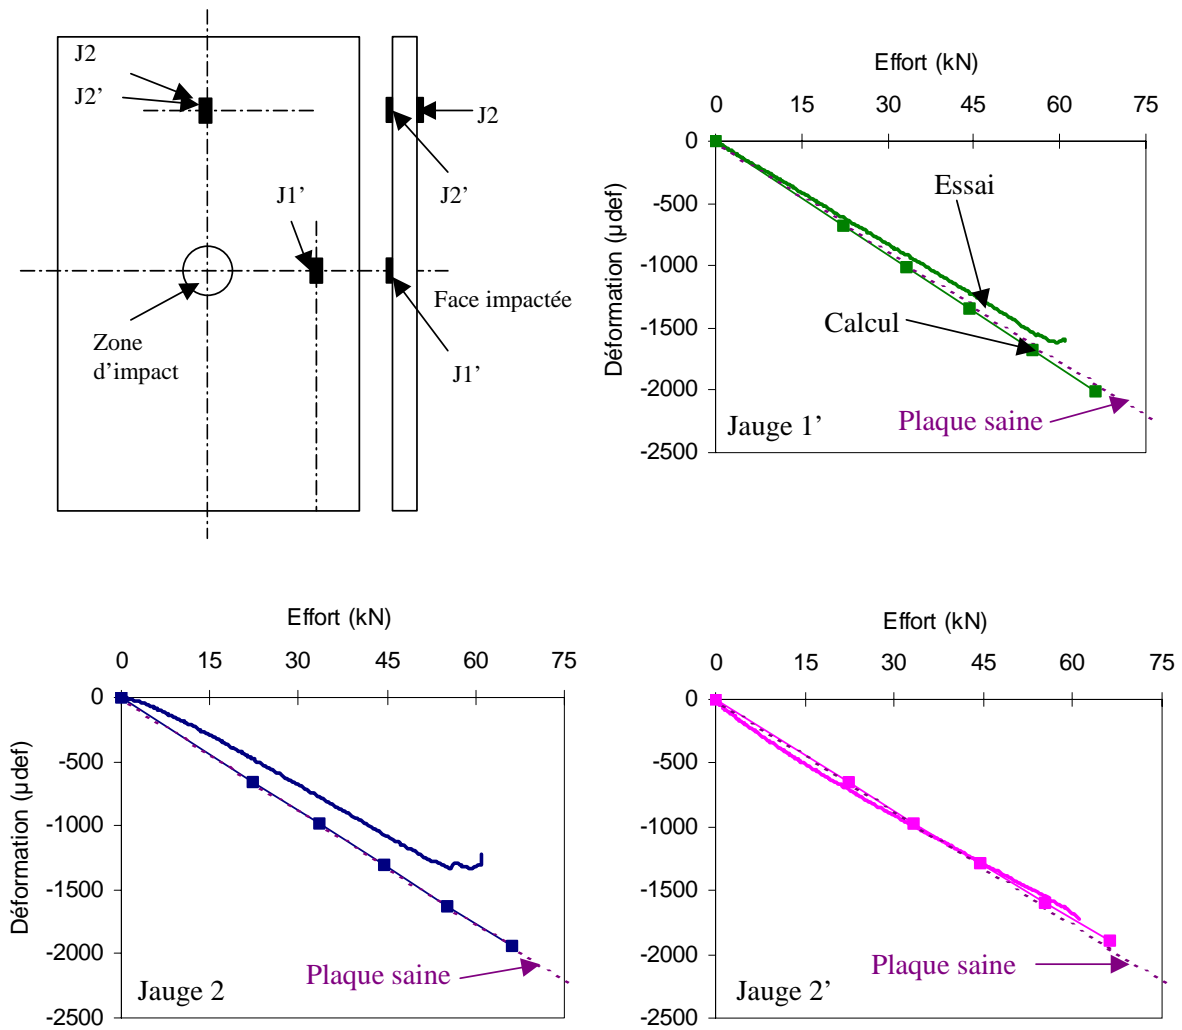 J2
J2’
J1’
Zone
d’impact
J2
J2’
Face impactée
J1’
Effort (kN)
0 15 30 45 60 75
0
-500
-1000
-1500
-2000
-2500
Déformation (µdef)
Essai
Calcul
Plaque saine
Jauge 1’
Effort (kN)
0 15 30 45 60 75
0
-500
-1000
-1500
-2000
-2500
Déformation (µdef)
Plaque saine
Jauge 2
Effort (kN)
0 15 30 45 60 75
0
-500
-1000
-1500
-2000
-2500
Déformation (µdef)
Plaque saine
Jauge 2’